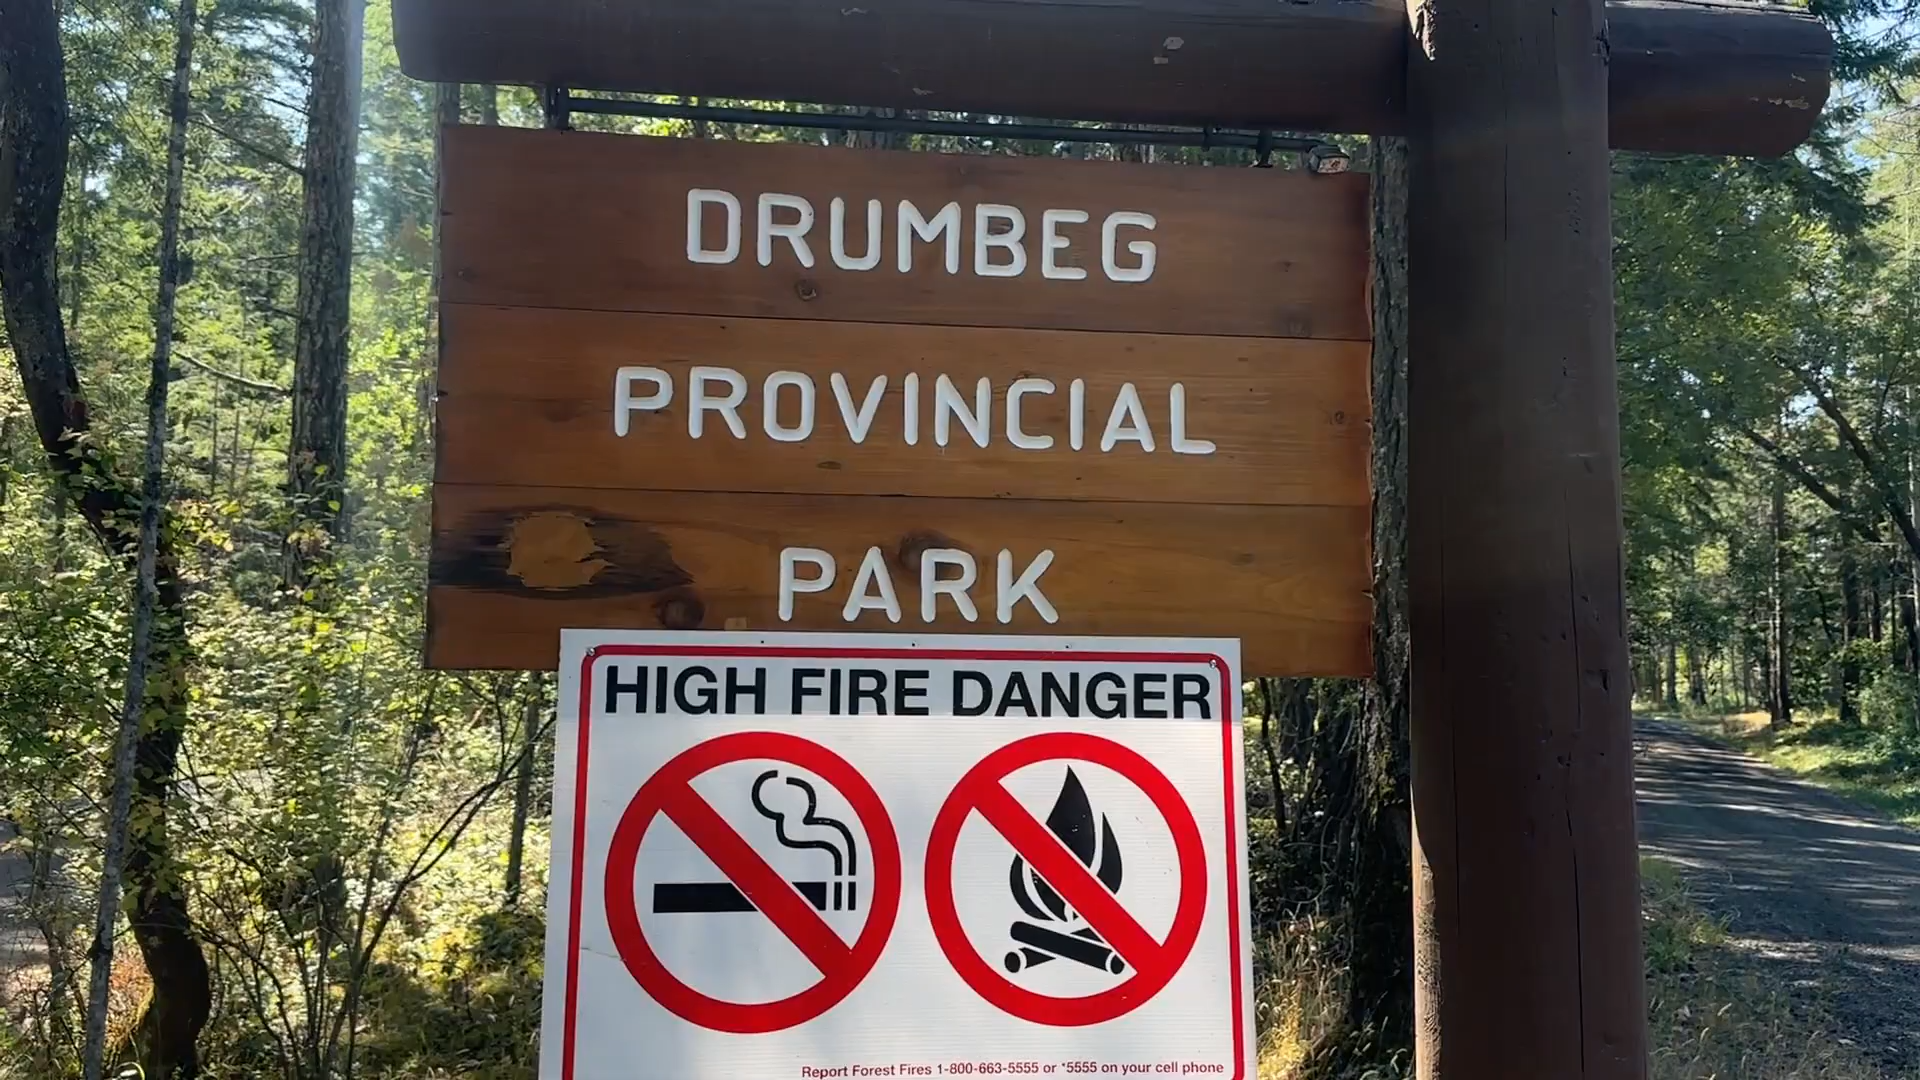 DRUMBEG
PROVINCIAL
PARK
HIGH FIRE DANGER
Report Forest Fires 1-800-663-5555 or *5555 on your cell phone